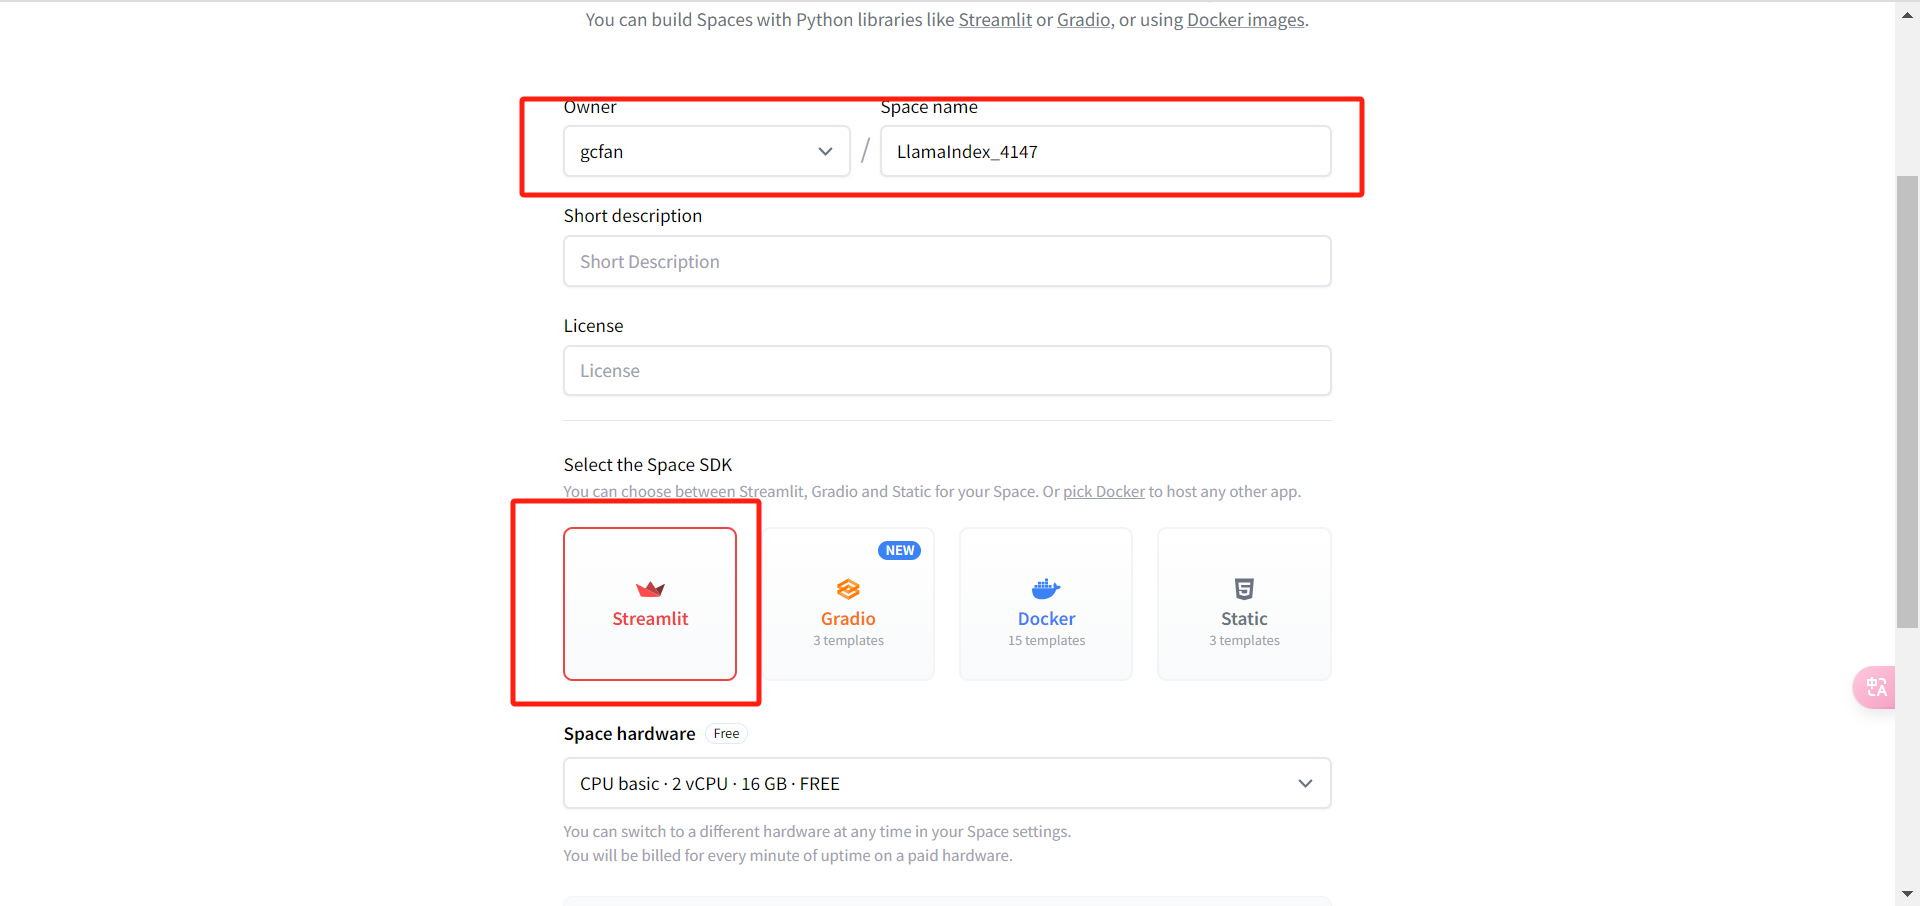 You can build Spaces with Python libraries like Streamlit or Gradio, or using Docker images.
Owner
Space name
gcfan
/
LlamaIndex_4147
Short description
Short Description
License
License
Select the Space SDK
You can choose between Streamlit, Gradio and Static for your Space. Or pick Docker to host any other app.
Streamlit
NEW
Gradio
3 templates
Docker
15 templates
Static
3 templates
Space hardware
Free
CPU basic · 2 vCPU · 16 GB · FREE
You can switch to a different hardware at any time in your Space settings.
You will be billed for every minute of uptime on a paid hardware.
中 A